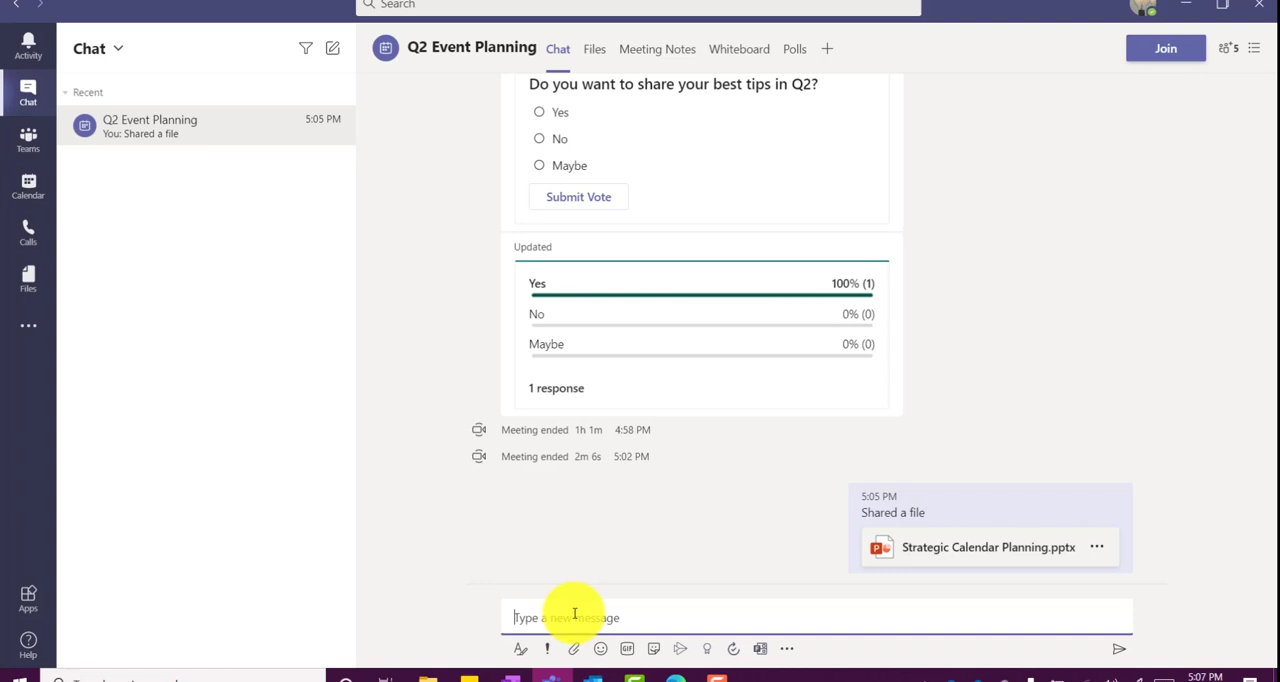 Search
Activity
Chat
Teams
Calendar
Calls
Files
Apps
Help
Chat
Recent
Q2 Event Planning 5:05 PM
You: Shared a file
Q2 Event Planning Chat Files Meeting Notes Whiteboard Polls
Join
5
Do you want to share your best tips in Q2?
Yes
No
Maybe
Submit Vote
Updated
Yes 100% (1)
No 0% (0)
Maybe 0% (0)
1 response
Meeting ended 1h 1m 4:58 PM
Meeting ended 2m 6s 5:02 PM
5:05 PM
Shared a file
Strategic Calendar Planning.pptx
Type a new message
GIF
5:07 PM